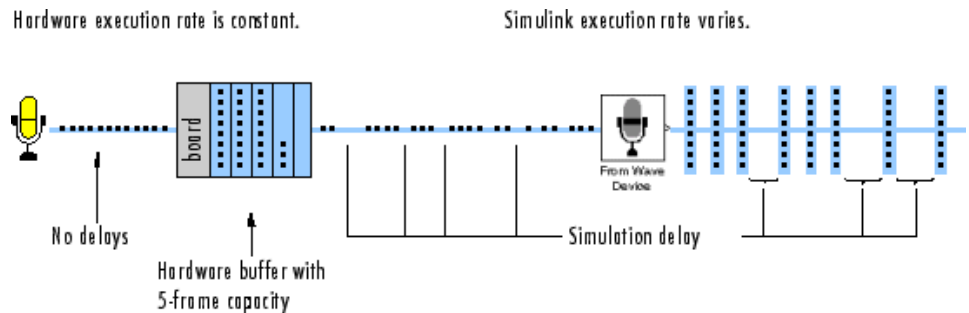 Hardware execution rate is constant.
Simulink execution rate varies.
board
From Wave
Device
No delays
Simulation delay
Hardware buffer with
5-frame capacity